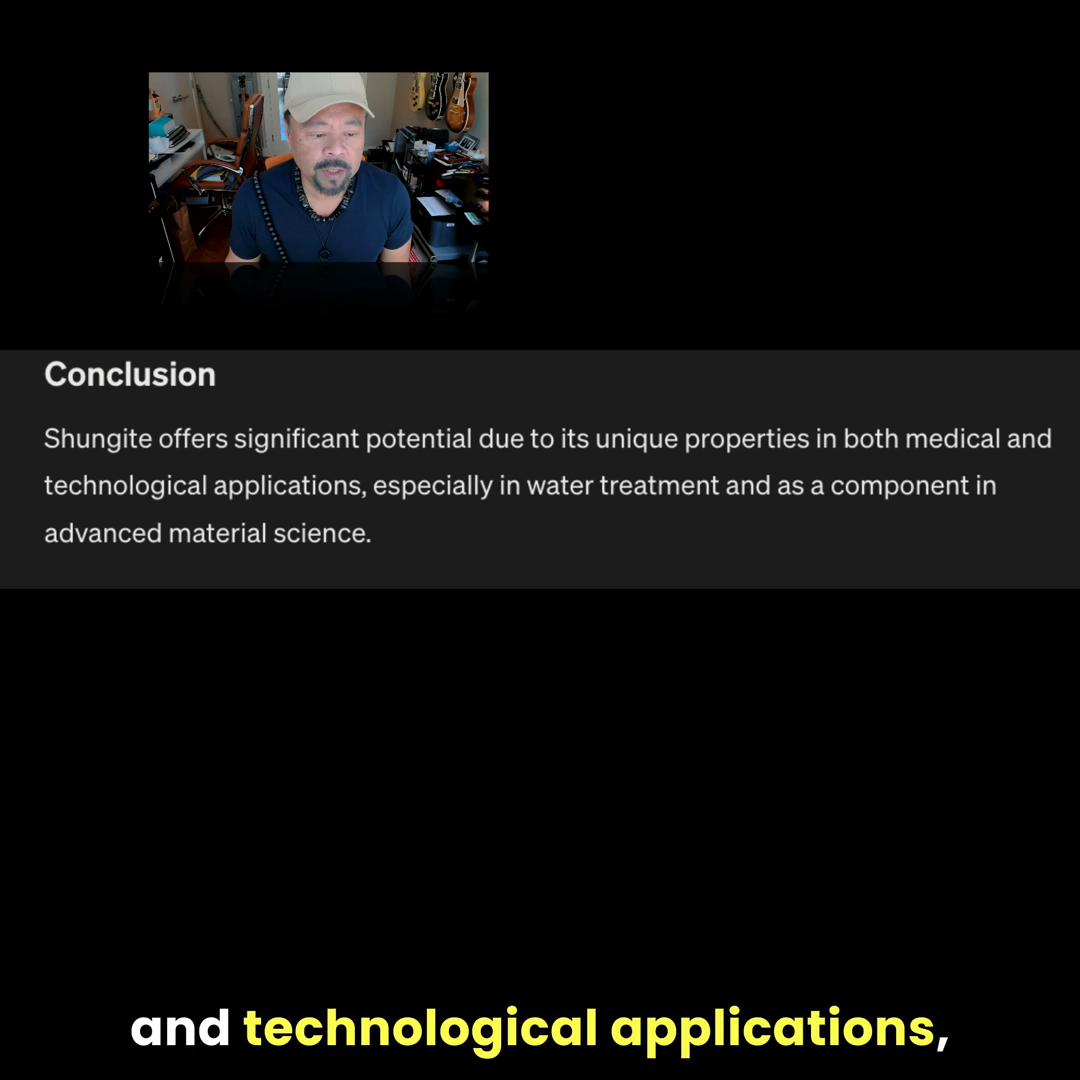 Conclusion
Shungite offers significant potential due to its unique properties in both medical and
technological applications, especially in water treatment and as a component in
advanced material science.
and technological applications,